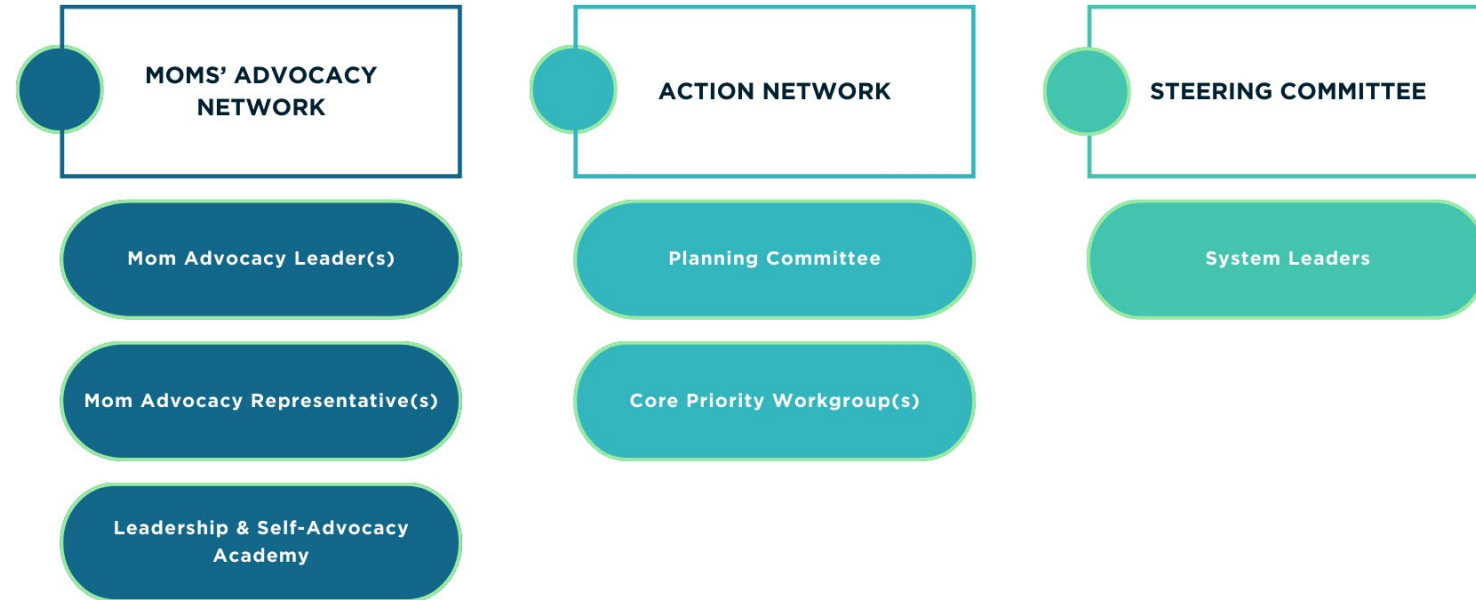 MOMS’ ADVOCACY
NETWORK
Mom Advocacy Leader(s)
Mom Advocacy Representative(s)
Leadership & Self-Advocacy
Academy
ACTION NETWORK
Planning Committee
Core Priority Workgroup(s)
STEERING COMMITTEE
System Leaders